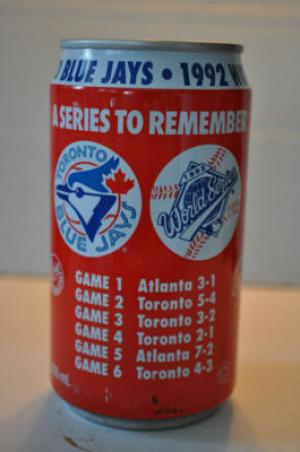 BLUE JAYS • 1992 W
A SERIES TO REMEMBER
TORONTO
BLUE JAYS
World Series
GAME 1 Atlanta 3-1
GAME 2 Toronto 5-4
GAME 3 Toronto 3-2
GAME 4 Toronto 2-1
GAME 5 Atlanta 7-2
GAME 6 Toronto 4-3
mL